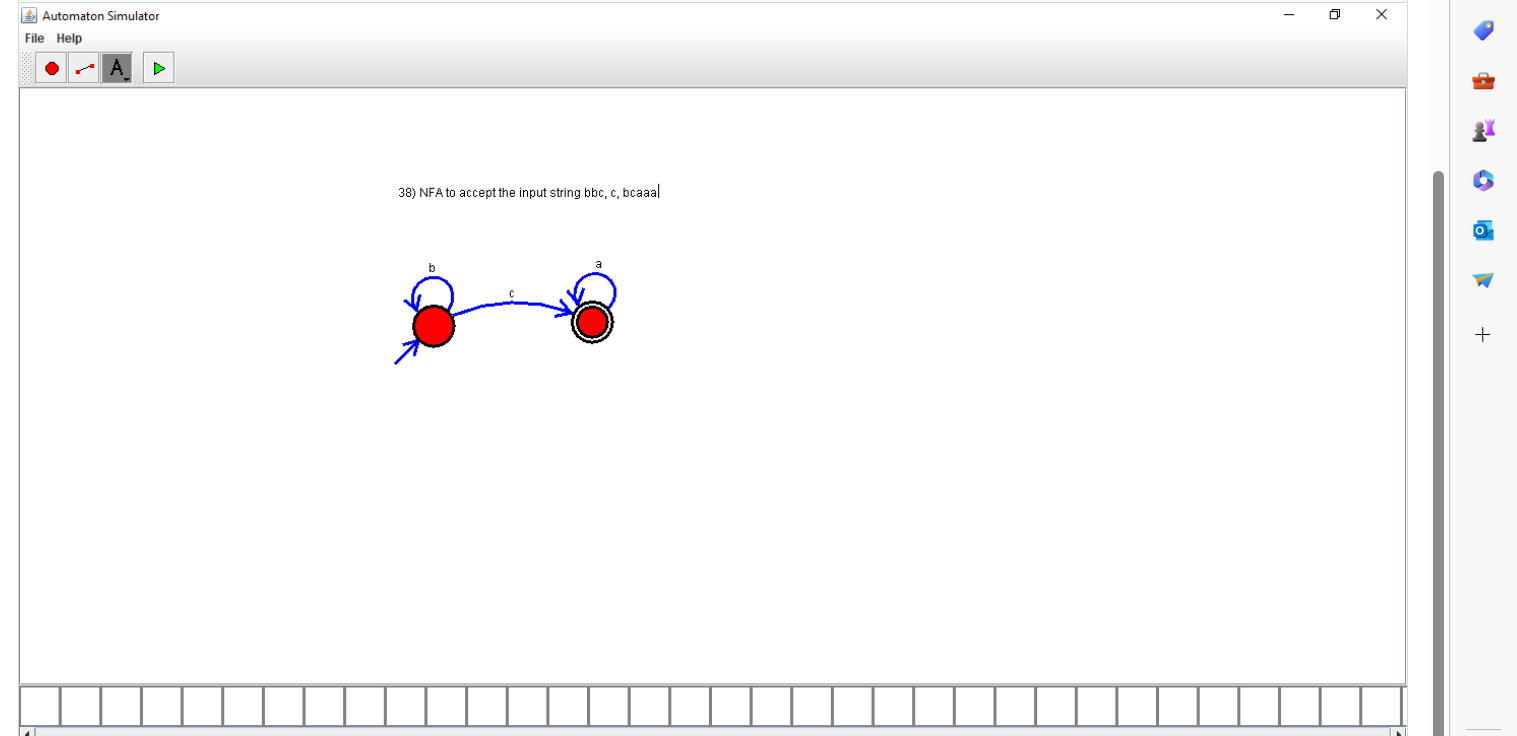 Automaton Simulator
File Help
A
38) NFA to accept the input string bbc, c, bcaaa
b
a
c